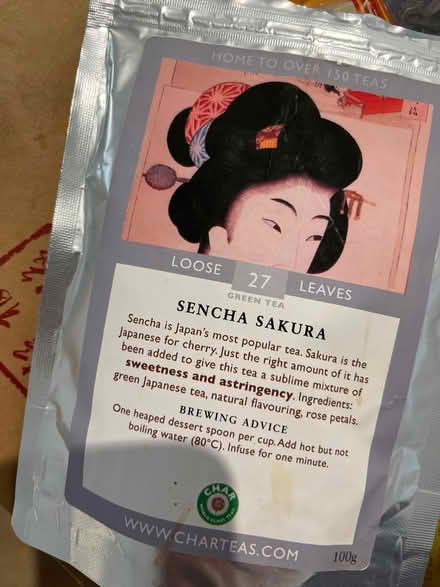 HOME TO OVER 150 TEAS
LOOSE 27 LEAVES
GREEN TEA
SENCHA SAKURA
Sencha is Japan's most popular tea. Sakura is the
Japanese for cherry. Just the right amount of it has
been added to give this tea a sublime mixture of
sweetness and astringency. Ingredients:
green Japanese tea, natural flavouring, rose petals.
BREWING ADVICE
One heaped dessert spoon per cup. Add hot but not
boiling water (80°C). Infuse for one minute.
CHAR
WWW.CHARTEAS.COM
100g